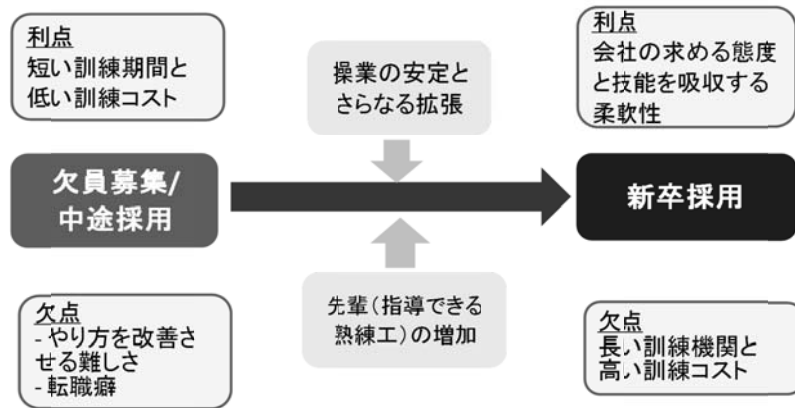 利点
短い訓練期間と
低い訓練コスト
操業の安定と
さらなる拡張
利点
会社の求める態度
と技能を吸収する
柔軟性
欠員募集/
中途採用
新卒採用
欠点
- やり方を改善さ
せる難しさ
- 転職癖
先輩（指導できる
熟練工）の増加
欠点
長い訓練機関と
高い訓練コスト